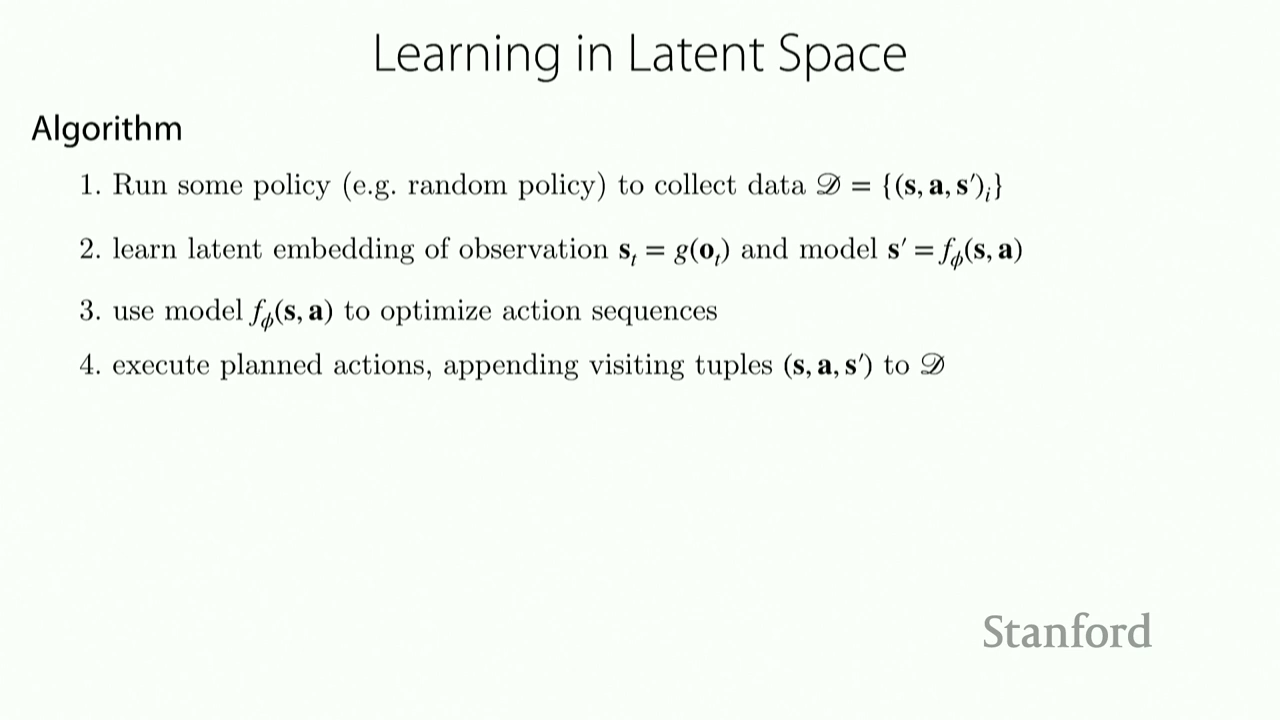 Learning in Latent Space
Algorithm
1. Run some policy (e.g. random policy) to collect data 𝒟 = {(𝐬, 𝐚, 𝐬′)ᵢ}
2. learn latent embedding of observation 𝐬ₜ = g(𝐨ₜ) and model 𝐬′ = f_ϕ(𝐬, 𝐚)
3. use model f_ϕ(𝐬, 𝐚) to optimize action sequences
4. execute planned actions, appending visiting tuples (𝐬, 𝐚, 𝐬′) to 𝒟
Stanford